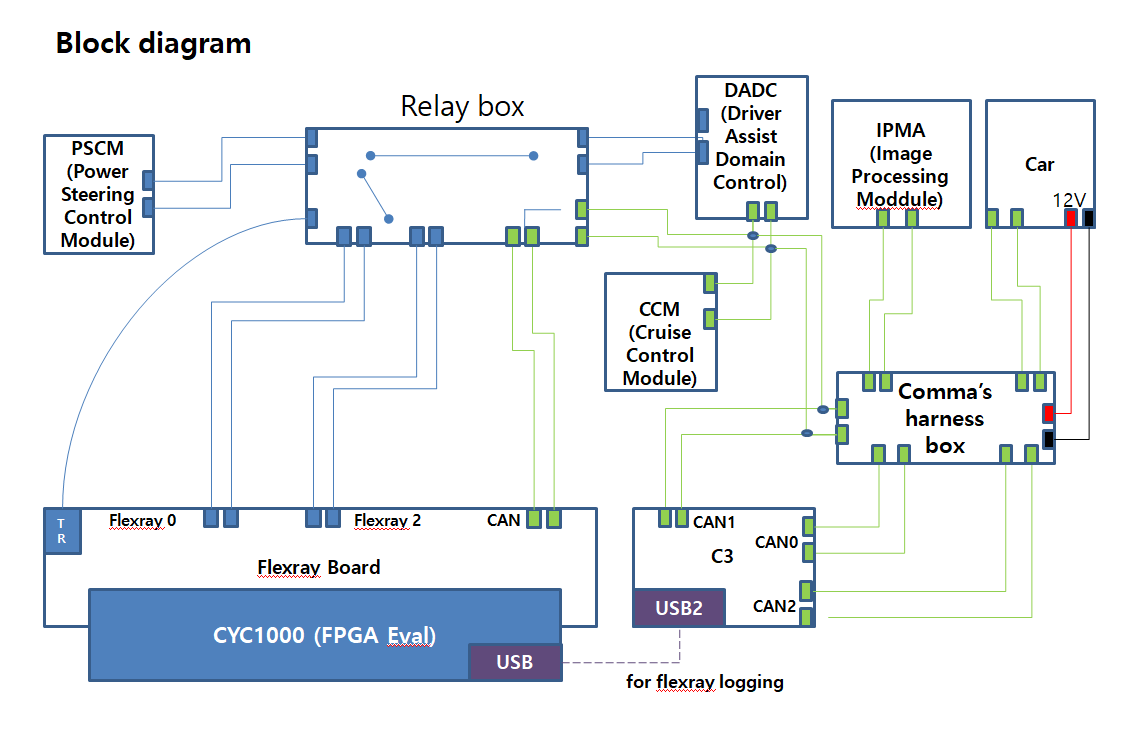 Block diagram
Relay box
PSCM
(Power
Steering
Control
Module)
DADC
(Driver
Assist
Domain
Control)
IPMA
(Image
Processing
Moddule)
Car
12V
CCM
(Cruise
Control
Module)
Comma’s
harness
box
T
R
Flexray 0
Flexray 2
CAN
Flexray Board
CYC1000 (FPGA Eval)
USB
CAN1
CAN0
C3
CAN2
USB2
for flexray logging